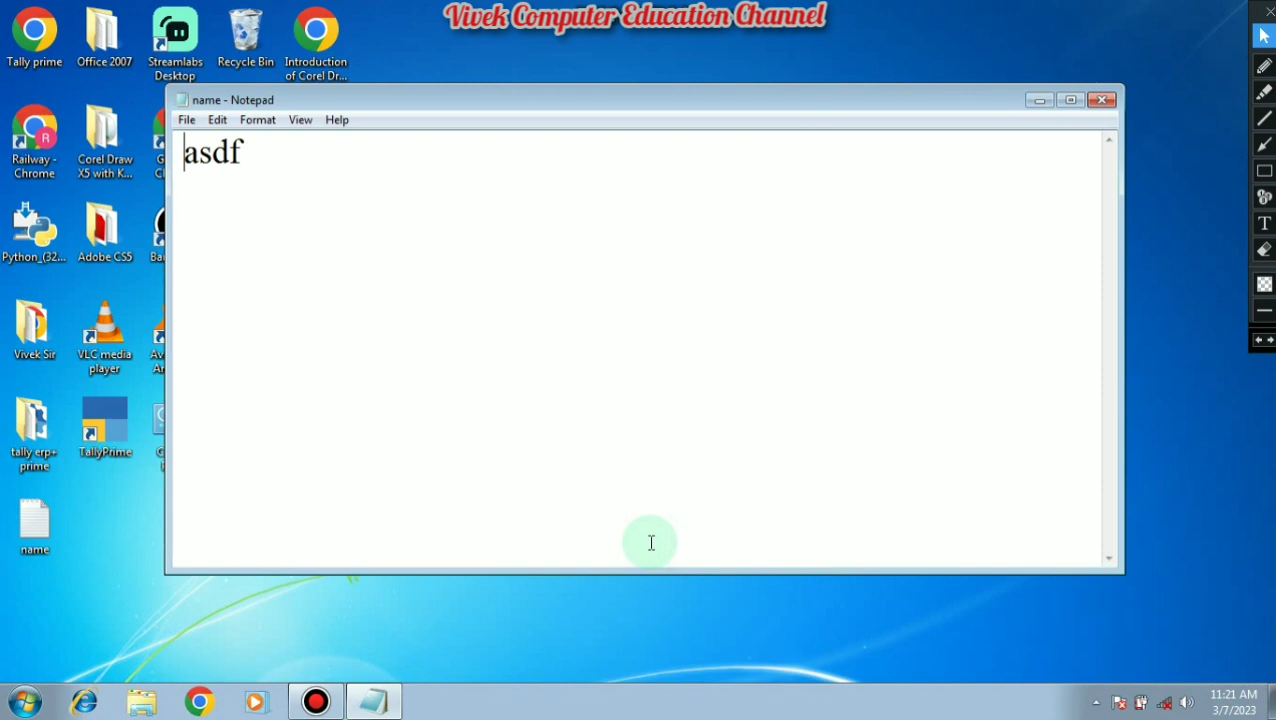 Vivek Computer Education Channel
Tally prime
Office 2007
Streamlabs Desktop
Recycle Bin
Introduction of Corel Dr...
name - Notepad
File Edit Format View Help
asdf
Railway - Chrome
Corel Draw X5 with K...
Python_(32...
Adobe CS5
Vivek Sir
VLC media player
tally erp+ prime
TallyPrime
name
T
11:21 AM
3/7/2023